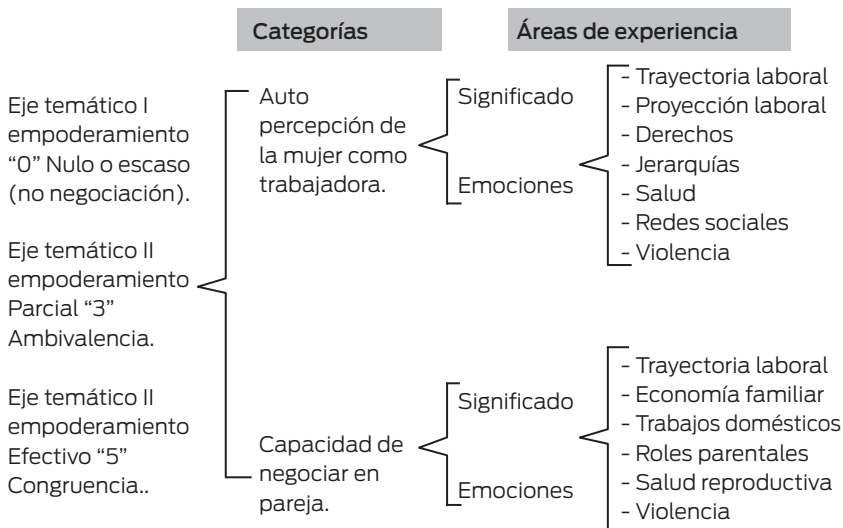 Categorías
Áreas de experiencia
Eje temático I
empoderamiento
“0” Nulo o escaso
(no negociación).
Eje temático II
empoderamiento
Parcial “3”
Ambivalencia.
Eje temático II
empoderamiento
Efectivo “5”
Congruencia..
Auto
percepción de
la mujer como
trabajadora.
Significado
Emociones
- Trayectoria laboral
- Proyección laboral
- Derechos
- Jerarquías
- Salud
- Redes sociales
- Violencia
Capacidad de
negociar en
pareja.
Significado
Emociones
- Trayectoria laboral
- Economía familiar
- Trabajos domésticos
- Roles parentales
- Salud reproductiva
- Violencia